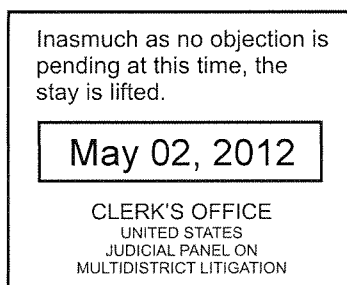 Inasmuch as no objection is
pending at this time, the
stay is lifted.
May 02, 2012
CLERK'S OFFICE
UNITED STATES
JUDICIAL PANEL ON
MULTIDISTRICT LITIGATION